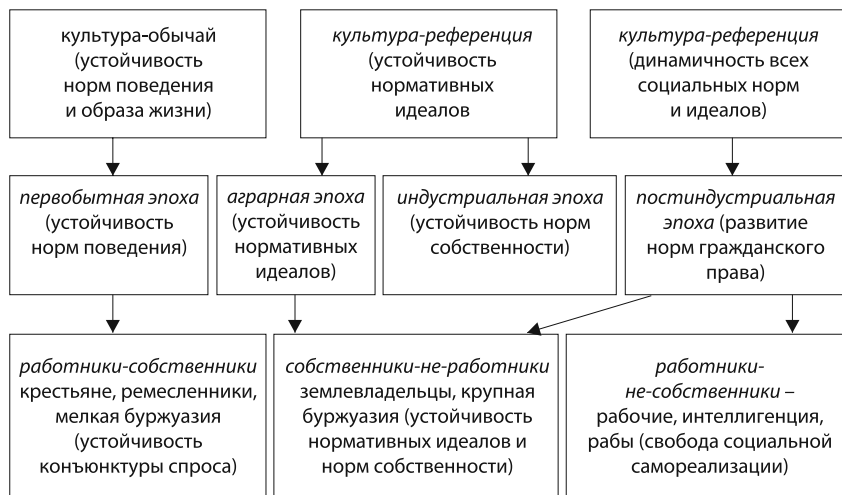 культура-обычай
(устойчивость
норм поведения
и образа жизни)
культура-референция
(устойчивость
нормативных
идеалов
культура-референция
(динамичность всех
социальных норм
и идеалов)
первобытная эпоха
(устойчивость
норм поведения)
аграрная эпоха
(устойчивость
нормативных
идеалов)
индустриальная эпоха
(устойчивость норм
собственности)
постиндустриальная
эпоха (развитие
норм гражданского
права)
работники-собственники
крестьяне, ремесленники,
мелкая буржуазия
(устойчивость
конъюнктуры спроса)
собственники-не-работники
землевладельцы, крупная
буржуазия (устойчивость
нормативных идеалов и
норм собственности)
работники-
не-собственники –
рабочие, интеллигенция,
рабы (свобода социальной
самореализации)